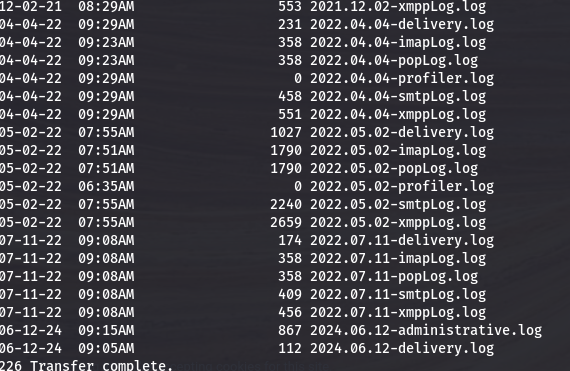 12-02-21 08:29AM 553 2021.12.02-xmppLog.log
04-04-22 09:29AM 231 2022.04.04-delivery.log
04-04-22 09:23AM 358 2022.04.04-imapLog.log
04-04-22 09:23AM 358 2022.04.04-popLog.log
04-04-22 09:29AM 0 2022.04.04-profiler.log
04-04-22 09:29AM 458 2022.04.04-smtpLog.log
04-04-22 09:29AM 551 2022.04.04-xmppLog.log
05-02-22 07:55AM 1027 2022.05.02-delivery.log
05-02-22 07:51AM 1790 2022.05.02-imapLog.log
05-02-22 07:51AM 1790 2022.05.02-popLog.log
05-02-22 06:35AM 0 2022.05.02-profiler.log
05-02-22 07:55AM 2240 2022.05.02-smtpLog.log
05-02-22 07:55AM 2659 2022.05.02-xmppLog.log
07-11-22 09:08AM 174 2022.07.11-delivery.log
07-11-22 09:08AM 358 2022.07.11-imapLog.log
07-11-22 09:08AM 358 2022.07.11-popLog.log
07-11-22 09:08AM 409 2022.07.11-smtpLog.log
07-11-22 09:08AM 456 2022.07.11-xmppLog.log
06-12-24 09:15AM 867 2024.06.12-administrative.log
06-12-24 09:05AM 112 2024.06.12-delivery.log
226 Transfer complete.